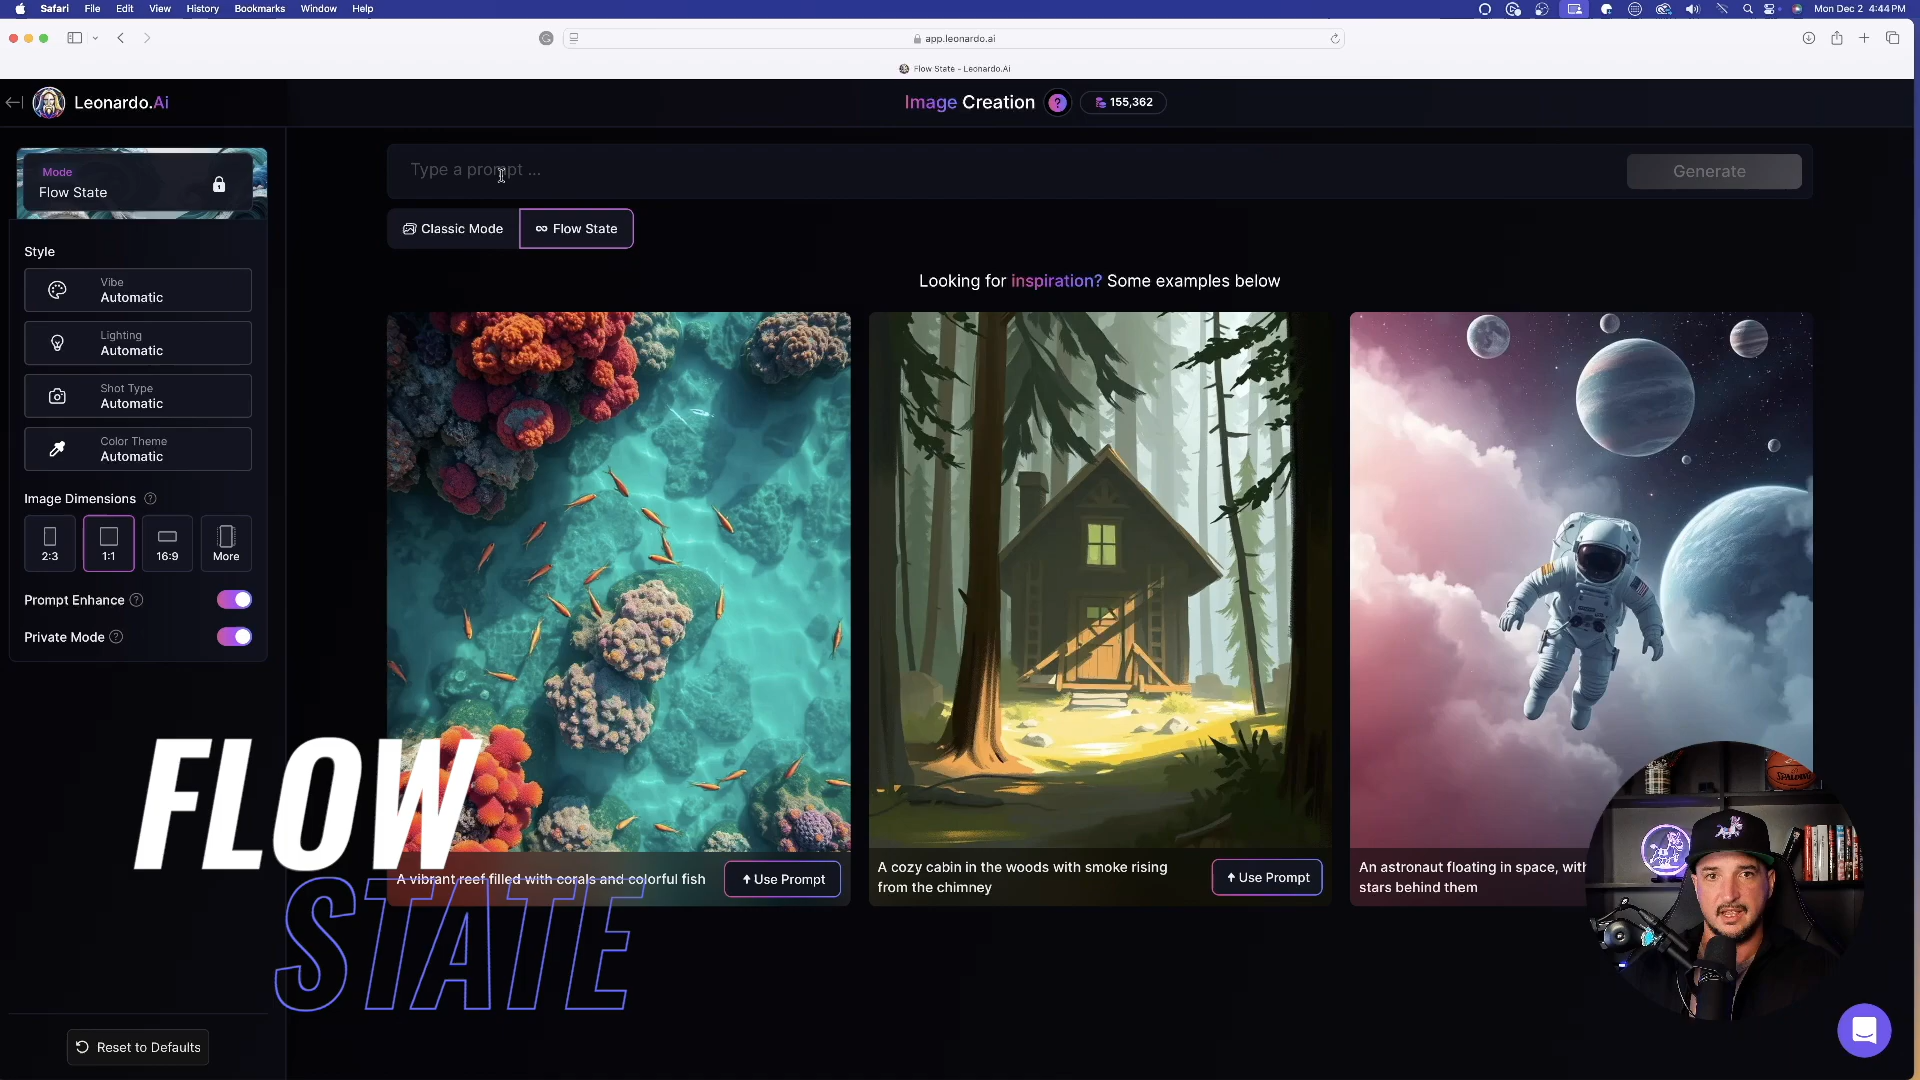 Safari File Edit View History Bookmarks Window Help
Mon Dec 2 4:44 PM
app.leonardo.ai
Flow State - Leonardo.Ai
Leonardo.Ai
Image Creation ? 155,362
Mode
Flow State
Type a prompt ...
Generate
Classic Mode
Flow State
Style
Vibe
Automatic
Lighting
Automatic
Shot Type
Automatic
Color Theme
Automatic
Image Dimensions ?
2:3
1:1
16:9
More
Prompt Enhance ?
Private Mode ?
Looking for inspiration? Some examples below
A vibrant reef filled with corals and colorful fish
Use Prompt
A cozy cabin in the woods with smoke rising
from the chimney
Use Prompt
An astronaut floating in space, with
stars behind them
SPALDING
FLOW
STATE
Reset to Defaults